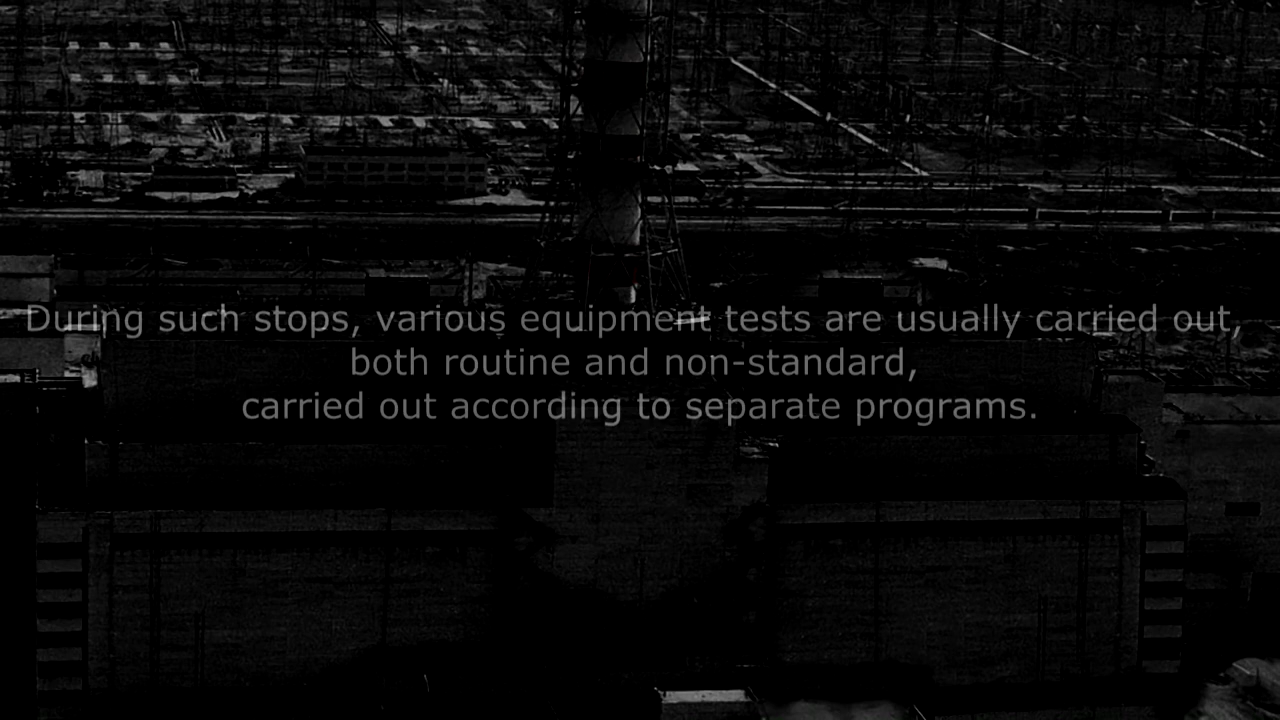 During such stops, various equipment tests are usually carried out,
both routine and non-standard,
carried out according to separate programs.